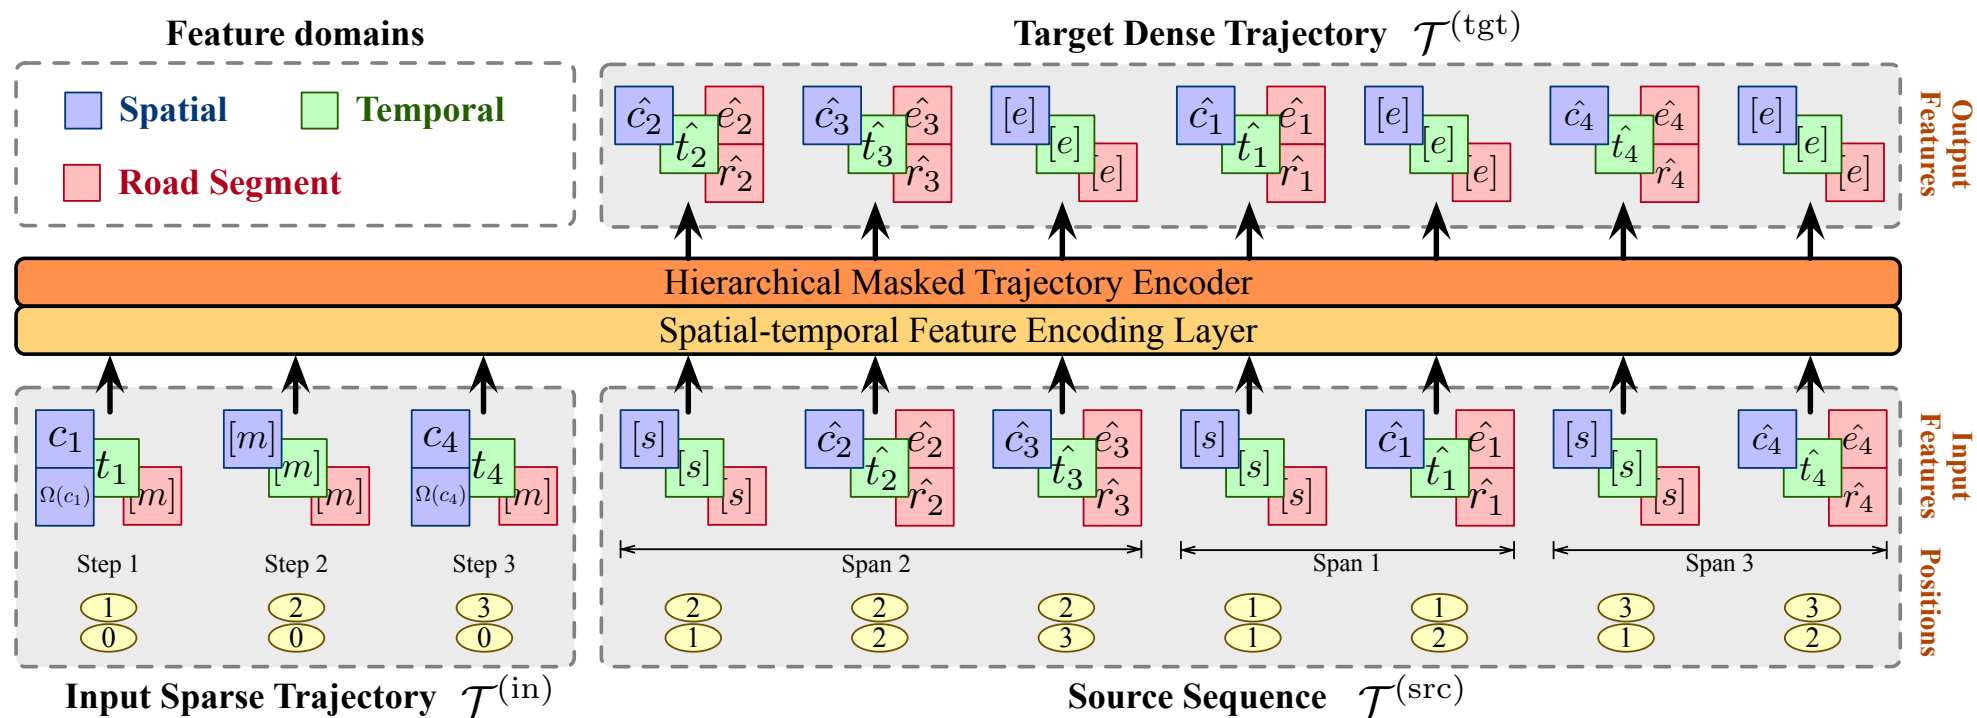 Feature domains
Spatial
Temporal
Road Segment
Target Dense Trajectory 𝒯^(tgt)
ĉ₂ t̂₂ ê₂ r̂₂
ĉ₃ t̂₃ ê₃ r̂₃
[e] [e] [e]
ĉ₁ t̂₁ ê₁ r̂₁
[e] [e] [e]
ĉ₄ t̂₄ ê₄ r̂₄
[e] [e] [e]
Output Features
Hierarchical Masked Trajectory Encoder
Spatial-temporal Feature Encoding Layer
c₁ Ω(c₁) t₁ [m]
[m] [m] [m]
c₄ Ω(c₄) t₄ [m]
Step 1 Step 2 Step 3
1 2 3
0 0 0
Input Sparse Trajectory 𝒯^(in)
[s] [s] [s]
ĉ₂ t̂₂ ê₂ r̂₂
ĉ₃ t̂₃ ê₃ r̂₃
[s] [s] [s]
ĉ₁ t̂₁ ê₁ r̂₁
[s] [s] [s]
ĉ₄ t̂₄ ê₄ r̂₄
Input Features
Span 2 Span 1 Span 3
2 2 2 1 1 3 3
1 2 3 1 2 1 2
Positions
Source Sequence 𝒯^(src)